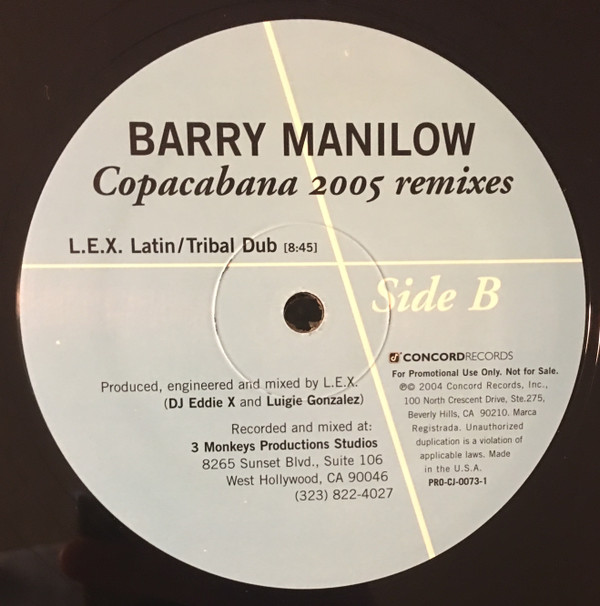 BARRY MANILOW
Copacabana 2005 remixes
L.E.X. Latin/Tribal Dub [8:45]
Side B
Produced, engineered and mixed by L.E.X.
(DJ Eddie X and Luigie Gonzalez)
Recorded and mixed at:
3 Monkeys Productions Studios
8265 Sunset Blvd., Suite 106
West Hollywood, CA 90046
(323) 822-4027
CONCORDRECORDS
For Promotional Use Only. Not for Sale.
℗© 2004 Concord Records, Inc.,
100 North Crescent Drive, Ste.275,
Beverly Hills, CA 90210. Marca
Registrada. Unauthorized
duplication is a violation of
applicable laws. Made
in the U.S.A.
PRO-CJ-0073-1